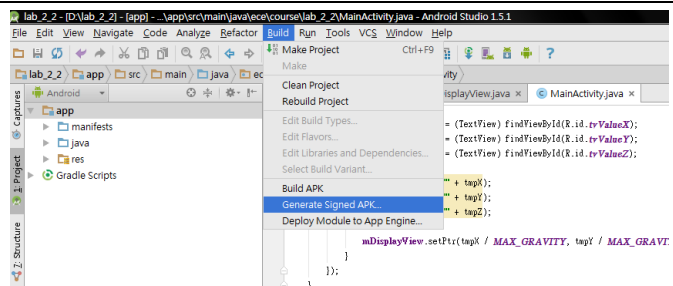 lab_2_2 - [D:\lab_2_2] - [app] - ...\app\src\main\java\ece\course\lab_2_2\MainActivity.java - Android Studio 1.5.1
File Edit View Navigate Code Analyze Refactor Build Run Tools VCS Window Help
Make Project Ctrl+F9
lab_2_2 app src main java ec vity
Make
Android isplayView.java × MainActivity.java ×
Clean Project
Rebuild Project
Captures
app
manifests
java
res
Gradle Scripts
1: Project
7: Structure
Edit Build Types...
Edit Flavors...
Edit Libraries and Dependencies...
Select Build Variant...
Build APK
Generate Signed APK...
Deploy Module to App Engine...
= (TextView) findViewById(R.id.tvValueX);
= (TextView) findViewById(R.id.tvValueY);
= (TextView) findViewById(R.id.tvValueZ);
" + tmpX);
" + tmpY);
" + tmpZ);
mDisplayView.setPtr(tmpX / MAX_GRAVITY, tmpY / MAX_GRAVI
}
});